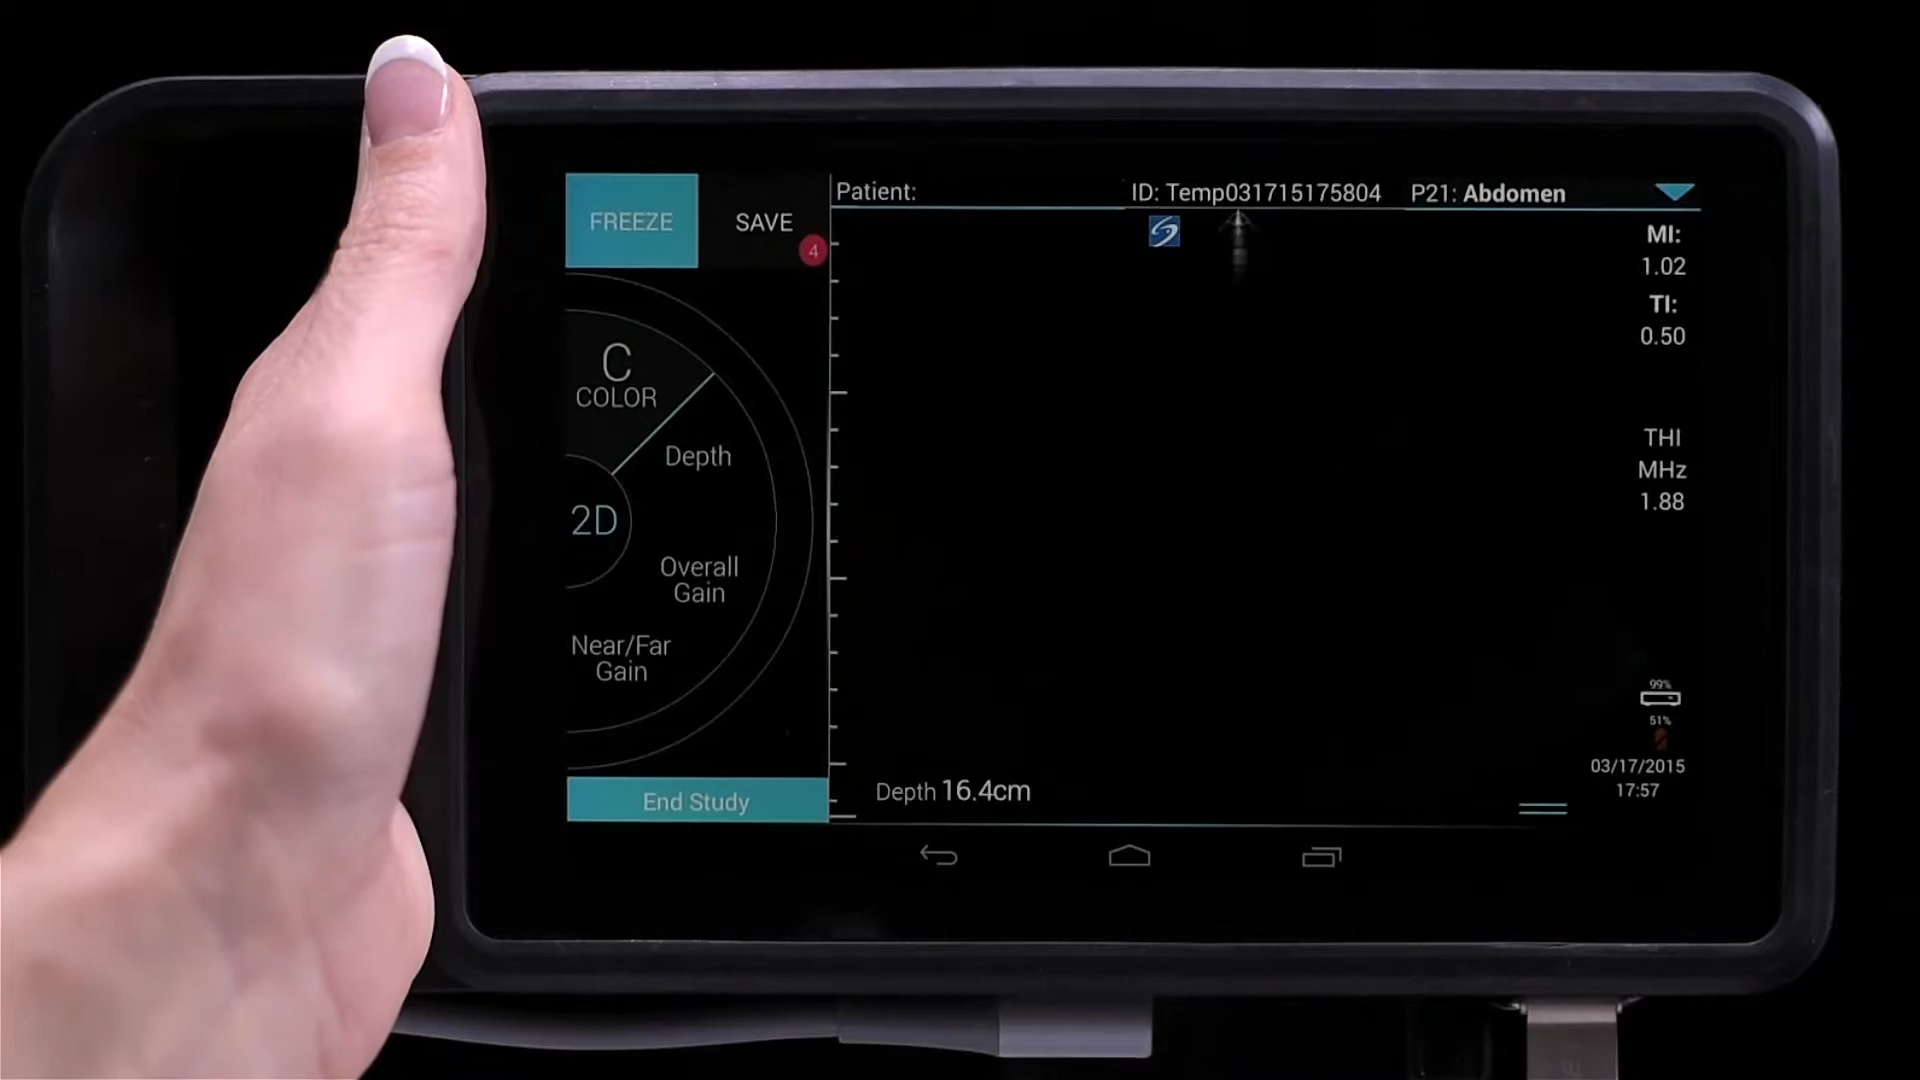 FREEZE
SAVE
4
Patient:
ID: Temp031715175804
P21: Abdomen
MI:
1.02
TI:
0.50
THI
MHz
1.88
C
COLOR
Depth
2D
Overall
Gain
Near/Far
Gain
End Study
Depth 16.4cm
99%
51%
03/17/2015
17:57